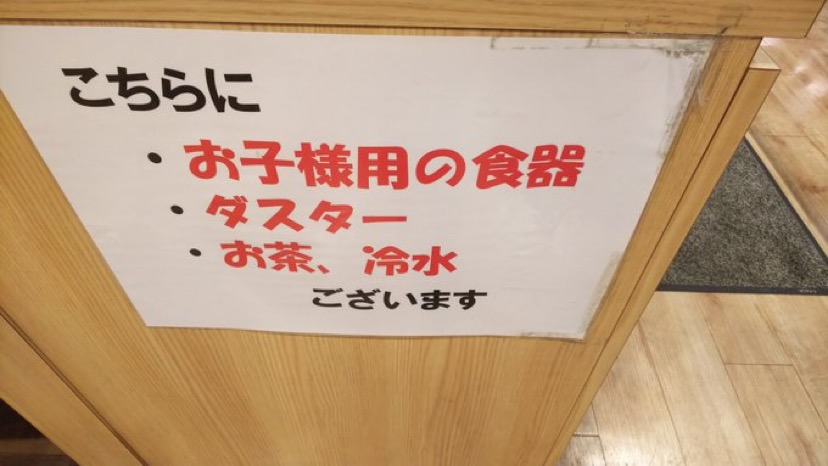 こちらに
・お子様用の食器
・ダスター
・お茶、冷水
ございます